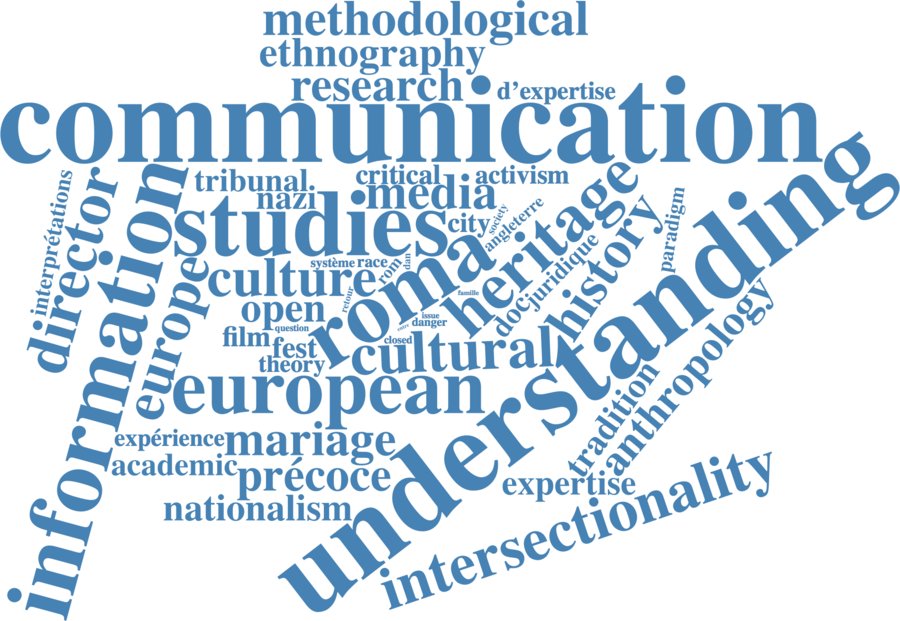 methodological
ethnography
research
d'expertise
communication
interprétations
director
information
europe
tribunal
nazi
critical
activism
media
studies
city
society
angleterre
heritage
paradigm
understanding
système
race
rom
dan
roma
culture
retour
famille
docjuridique
history
open
question
issue
danger
film
fest
closed
theory
cultural
european
anthropology
tradition
expérience
mariage
academic
précoce
expertise
nationalism
intersectionality